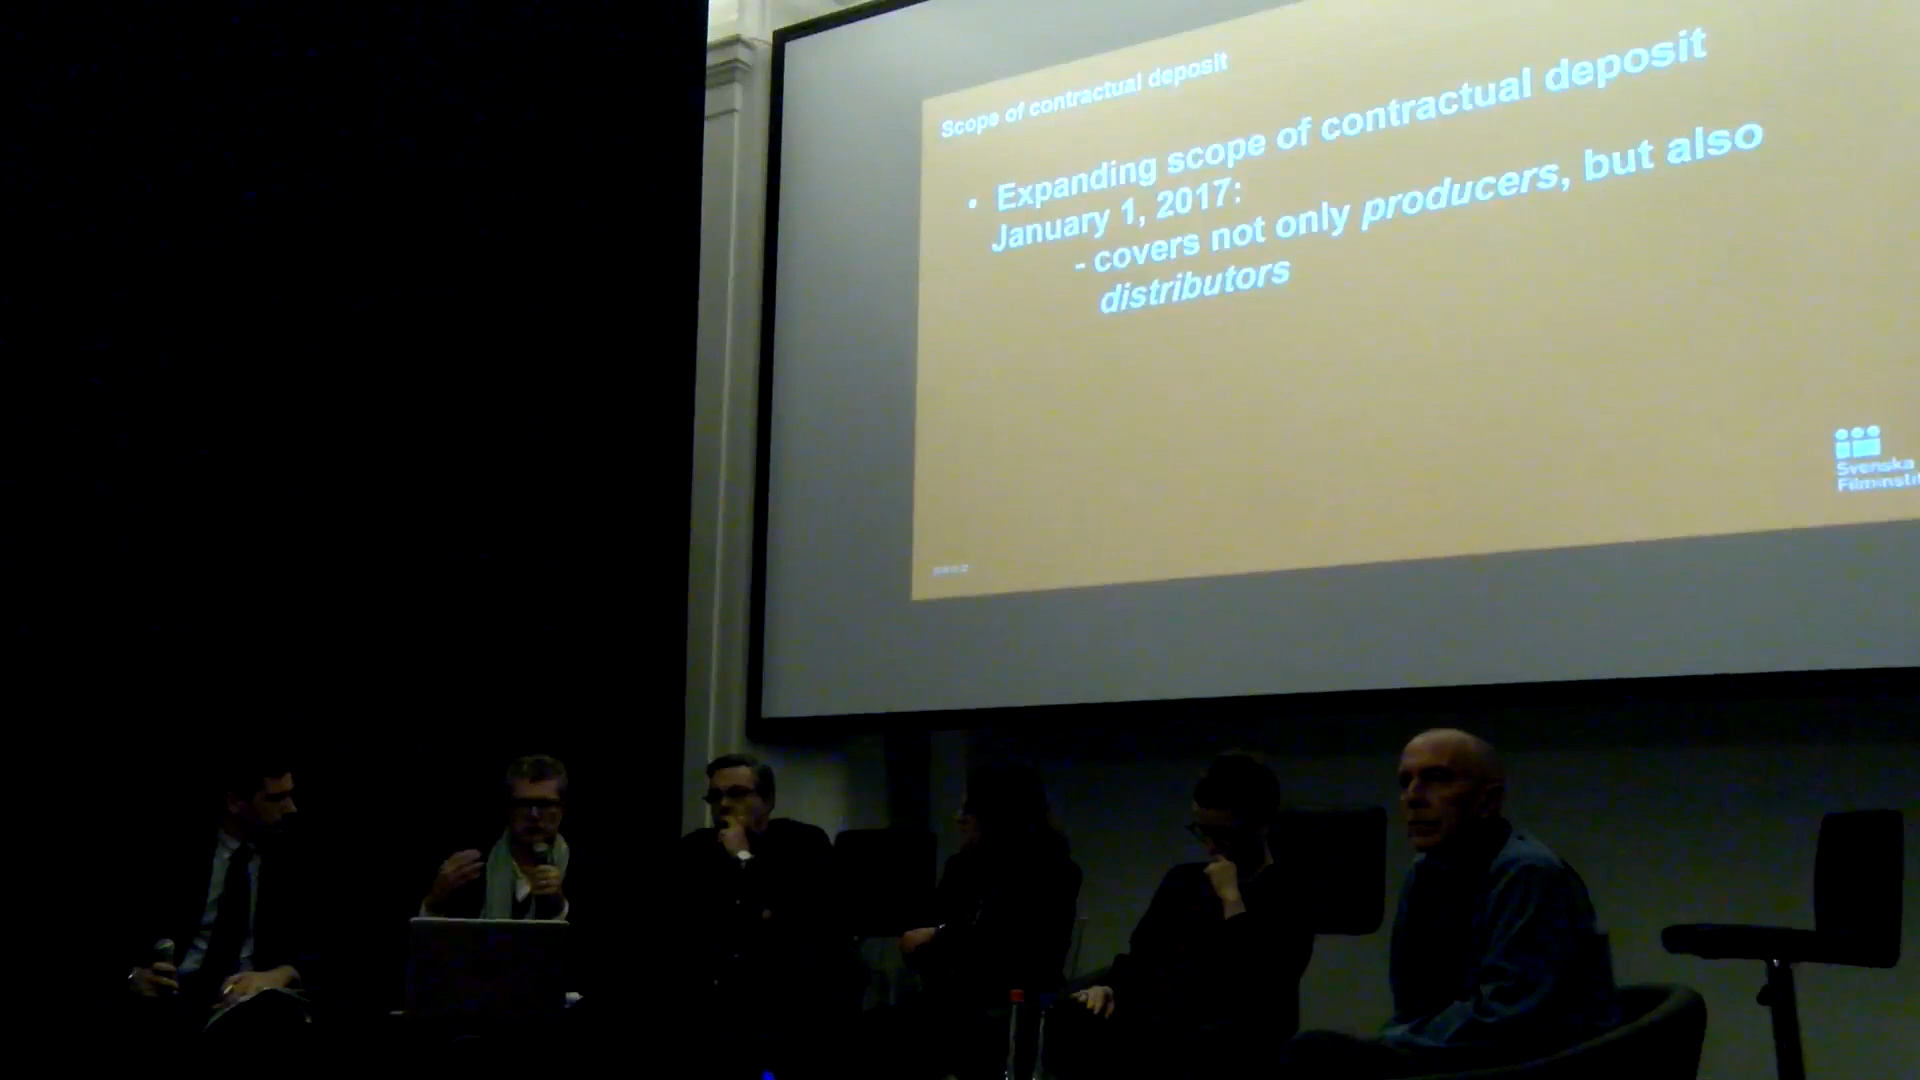 Scope of contractual deposit
• Expanding scope of contractual deposit
January 1, 2017:
- covers not only producers, but also
distributors
Svenska
Filminstit